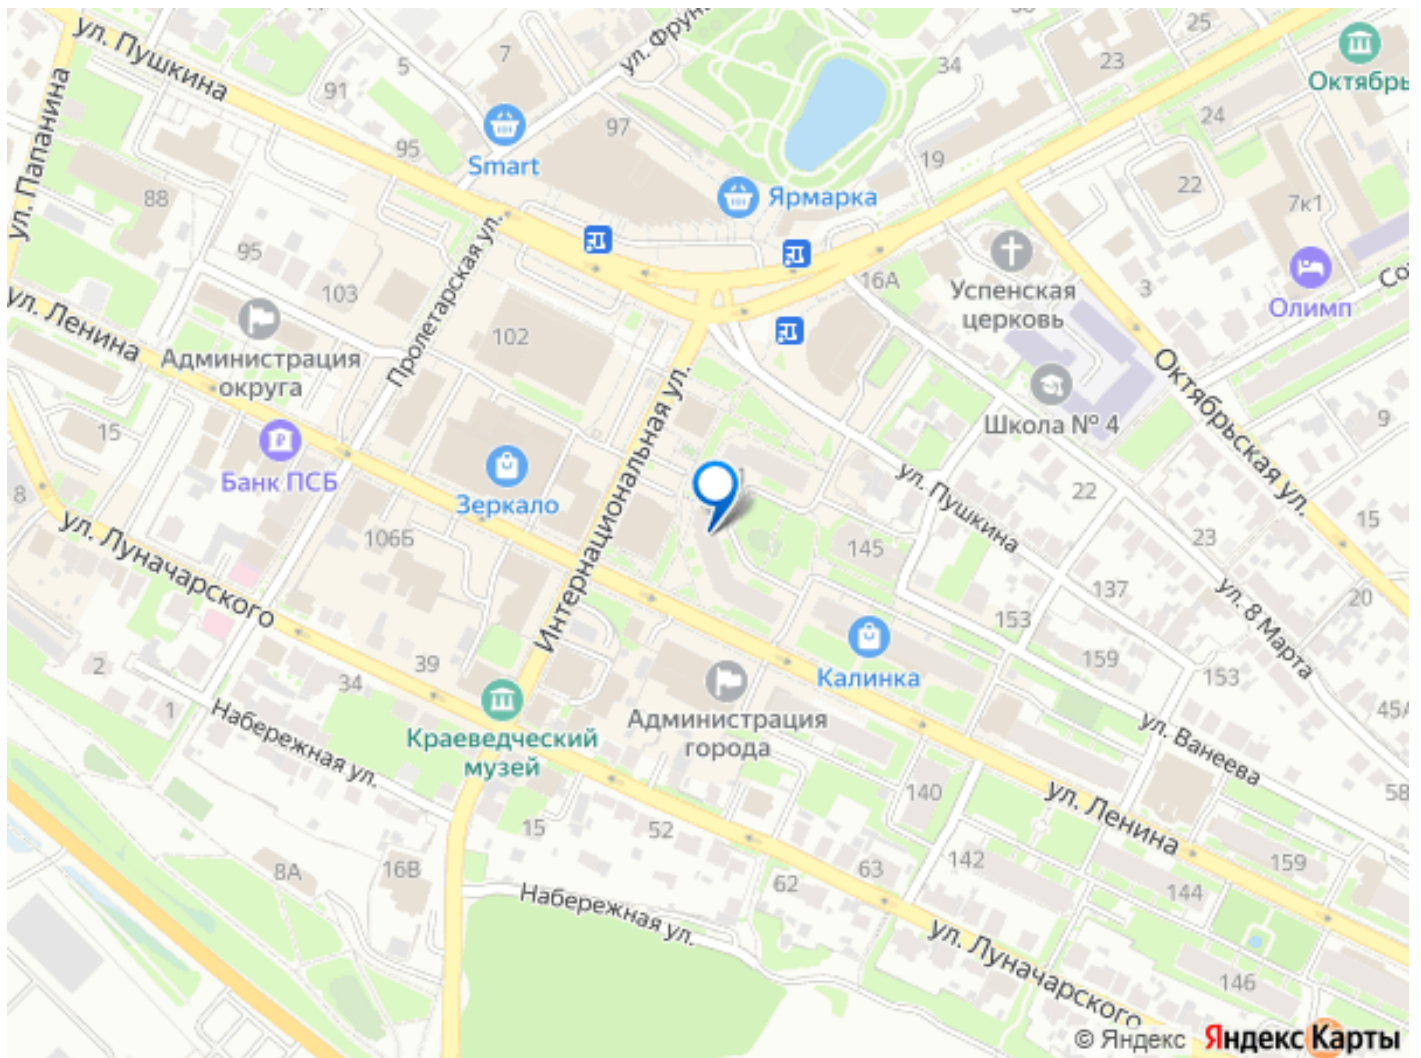 ул. Пушкина
7
5
ул. Фрун
34
23
25
Октябрь
91
97
24
95
Smart
19
22
ул. Папанина
88
Ярмарка
7к1
Пролетарская ул.
95
16А
Успенская
церковь
3
Олимп
103
ул. Ленина
Администрация
округа
102
Школа № 4
Октябрьская ул.
9
15
Банк ПСБ
Зеркало
Интернациональная ул.
1
ул. Пушкина
22
15
8
ул. Луначарского
106Б
145
23
137
20
153
ул. 8 Марта
159
153
2
39
34
Калинка
45А
1
Набережная ул.
Краеведческий
музей
Администрация
города
ул. Ванеева
58
140
ул. Ленина
15
52
8А
16В
63
62
142
144
159
Набережная ул.
ул. Луначарского
146
© Яндекс Яндекс Карты